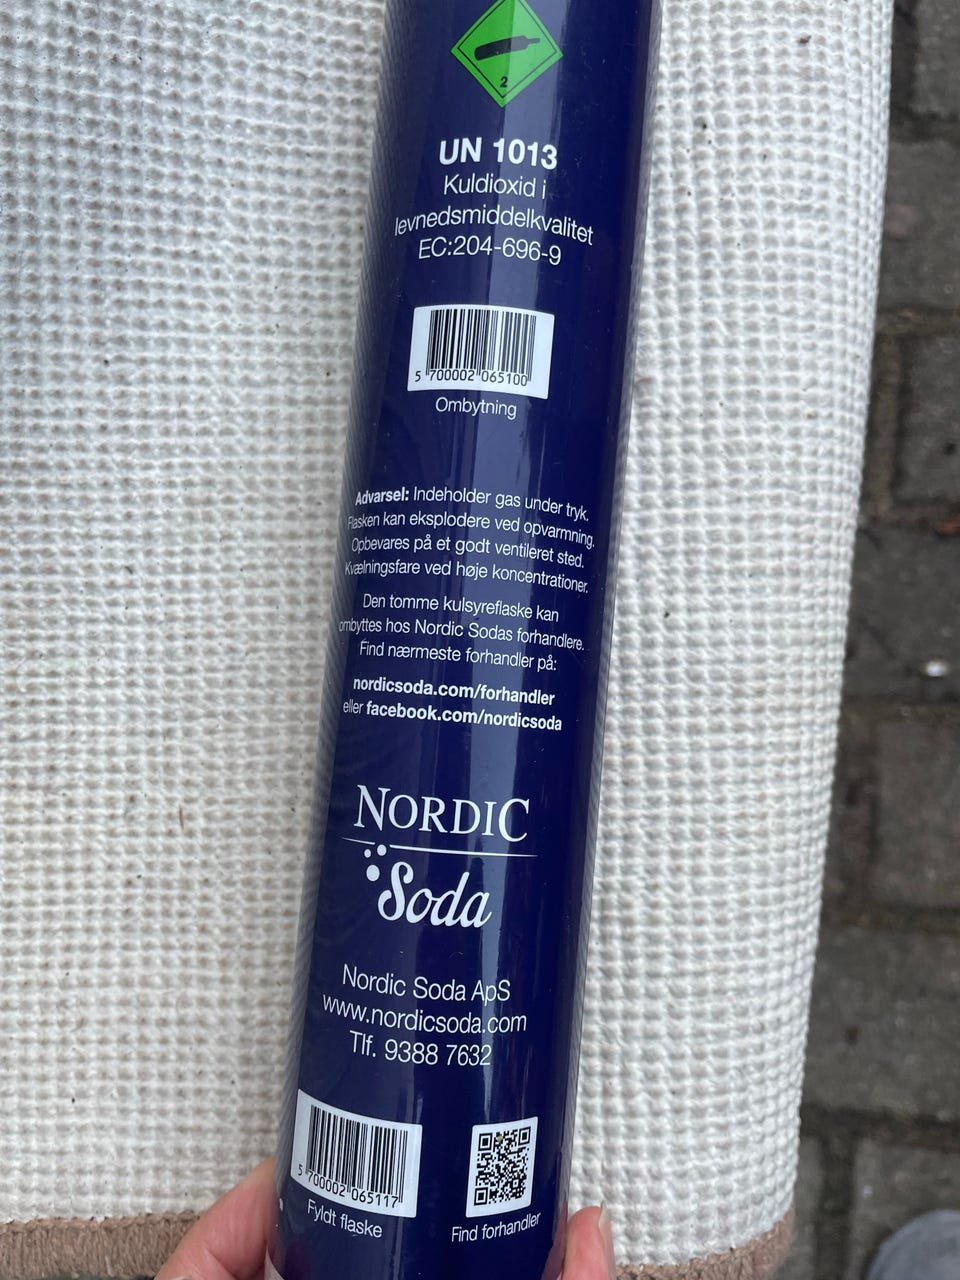 2
UN 1013
Kuldioxid i
levnedsmiddelkvalitet
EC:204-696-9
5 700002 065100
Ombytning
Advarsel: Indeholder gas under tryk.
Flasken kan eksplodere ved opvarmning.
Opbevares på et godt ventileret sted.
Kvælningsfare ved høje koncentrationer.
Den tomme kulsyreflaske kan
ombyttes hos Nordic Sodas forhandlere.
Find nærmeste forhandler på:
nordicsoda.com/forhandler
eller facebook.com/nordicsoda
NORDIC
Soda
Nordic Soda ApS
www.nordicsoda.com
Tlf. 9388 7632
5 700002 065117
Fyldt flaske
Find forhandler